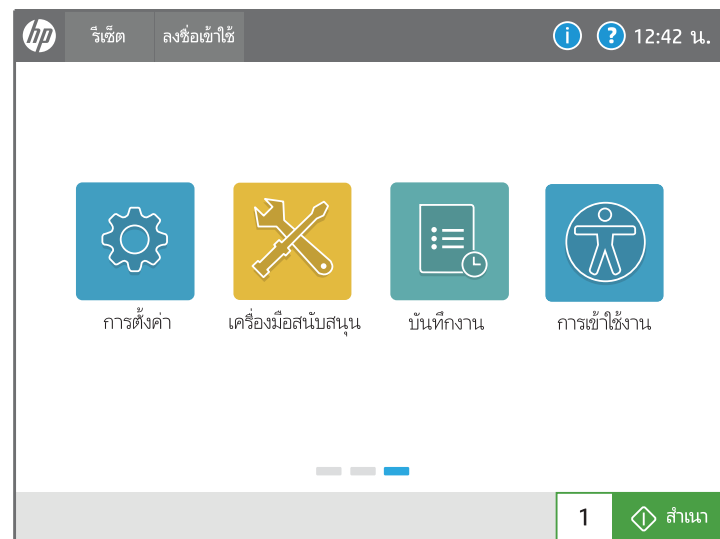 hp รีเซ็ต ลงชื่อเข้าใช้ i ? 12:42 น.
การตั้งค่า เครื่องมือสนับสนุน บันทึกงาน การเข้าใช้งาน
1 สำเนา